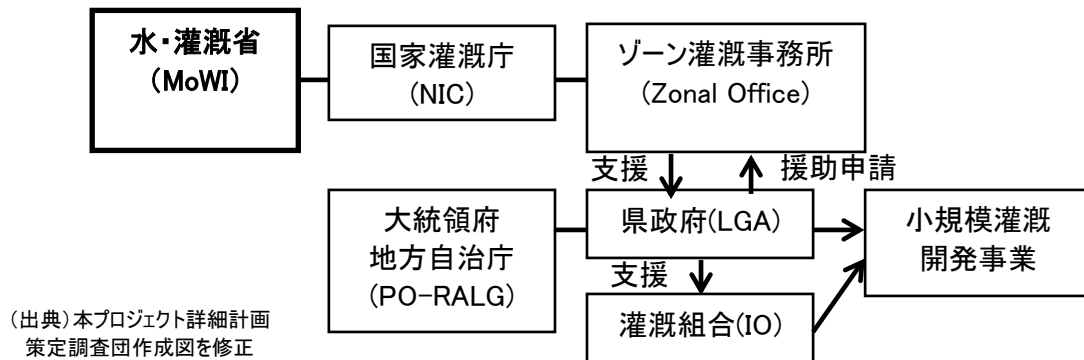 水・灌漑省
(MoWI)
国家灌漑庁
(NIC)
ゾーン灌漑事務所
(Zonal Office)
支援
援助申請
大統領府
地方自治庁
(PO-RALG)
県政府(LGA)
小規模灌漑
開発事業
支援
灌漑組合(IO)
(出典)本プロジェクト詳細計画
策定調査団作成図を修正